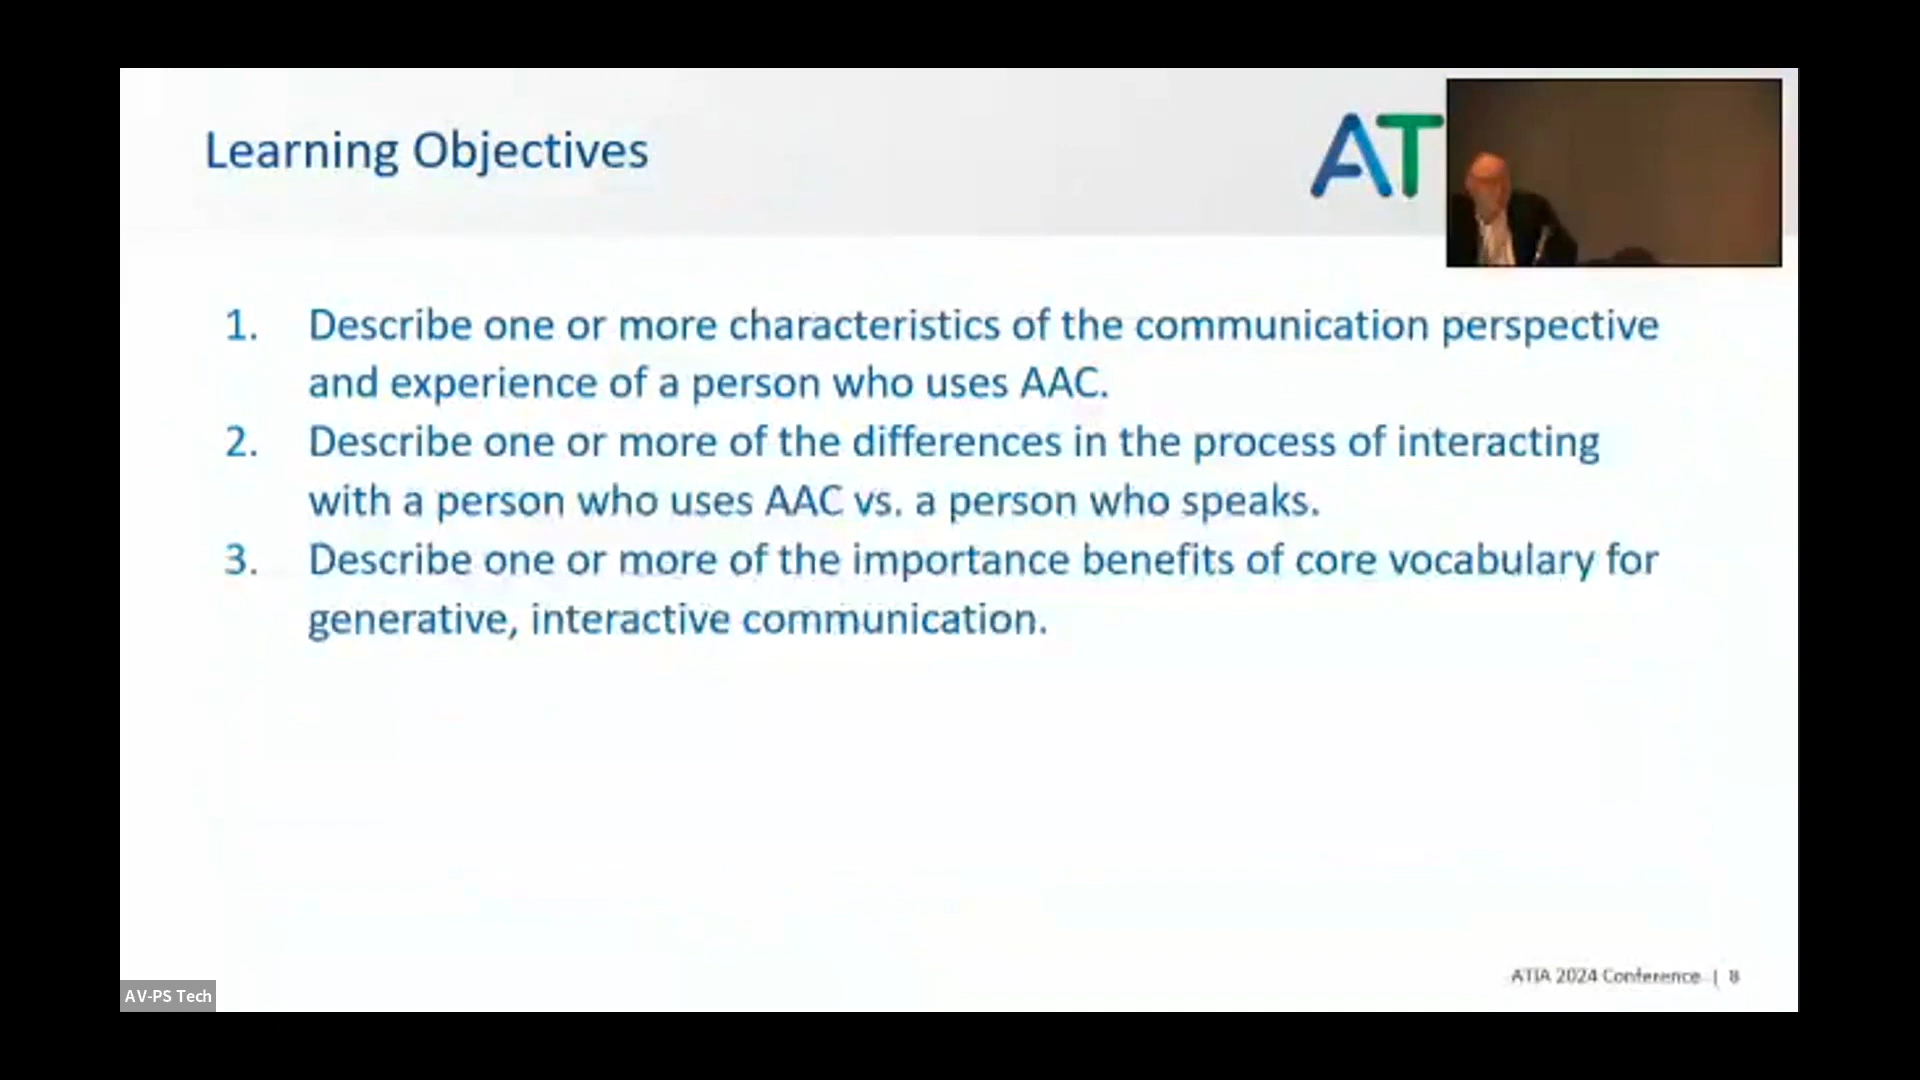 Learning Objectives
AT
1. Describe one or more characteristics of the communication perspective
and experience of a person who uses AAC.
2. Describe one or more of the differences in the process of interacting
with a person who uses AAC vs. a person who speaks.
3. Describe one or more of the importance benefits of core vocabulary for
generative, interactive communication.
ATIA 2024 Conference | 8
AV-PS Tech